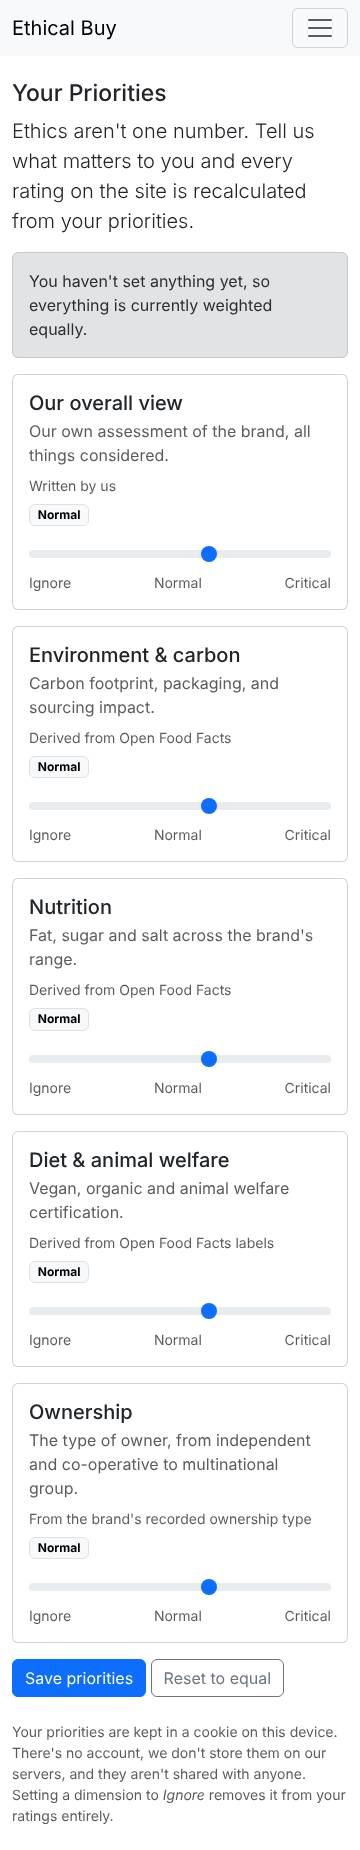 Ethical Buy
Your Priorities
Ethics aren't one number. Tell us
what matters to you and every
rating on the site is recalculated
from your priorities.
You haven't set anything yet, so
everything is currently weighted
equally.
Our overall view
Our own assessment of the brand, all
things considered.
Written by us
Normal
Ignore Normal Critical
Environment & carbon
Carbon footprint, packaging, and
sourcing impact.
Derived from Open Food Facts
Normal
Ignore Normal Critical
Nutrition
Fat, sugar and salt across the brand's
range.
Derived from Open Food Facts
Normal
Ignore Normal Critical
Diet & animal welfare
Vegan, organic and animal welfare
certification.
Derived from Open Food Facts labels
Normal
Ignore Normal Critical
Ownership
The type of owner, from independent
and co-operative to multinational
group.
From the brand's recorded ownership type
Normal
Ignore Normal Critical
Save priorities Reset to equal
Your priorities are kept in a cookie on this device.
There's no account, we don't store them on our
servers, and they aren't shared with anyone.
Setting a dimension to Ignore removes it from your
ratings entirely.